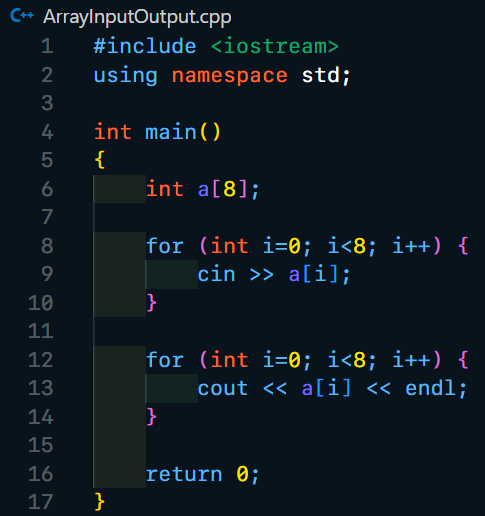 C++ ArrayInputOutput.cpp
1 #include <iostream>
2 using namespace std;
3
4 int main()
5 {
6     int a[8];
7
8     for (int i=0; i<8; i++) {
9         cin >> a[i];
10     }
11
12     for (int i=0; i<8; i++) {
13         cout << a[i] << endl;
14     }
15
16     return 0;
17 }